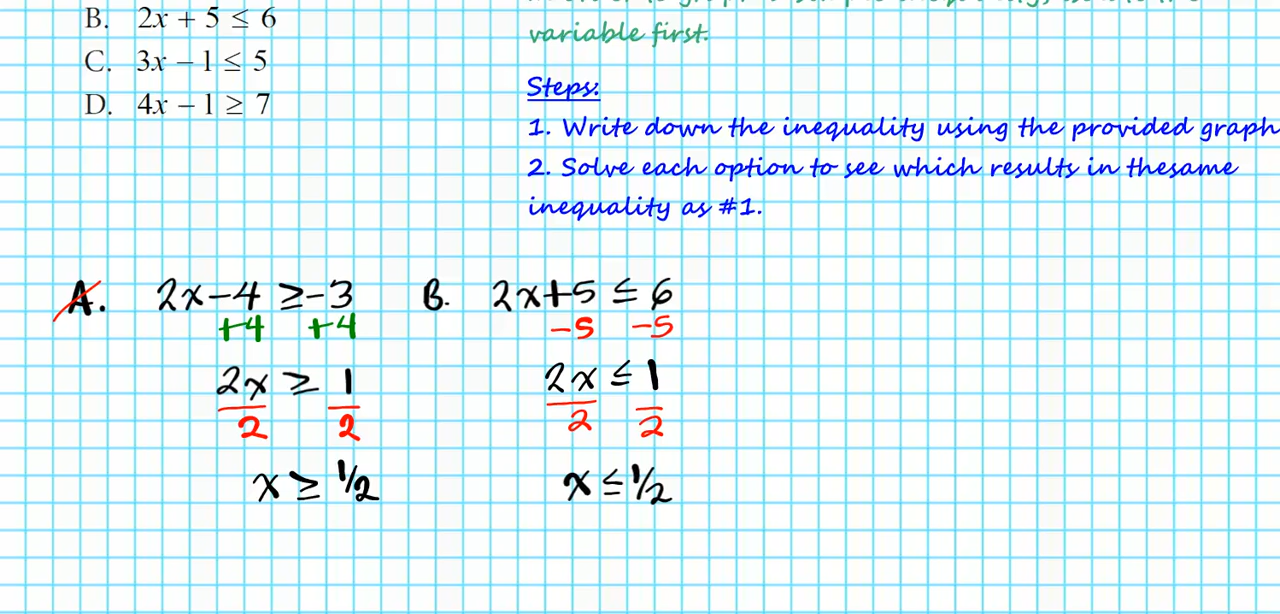 B. 2x + 5 ≤ 6
variable first.
C. 3x − 1 ≤ 5
D. 4x − 1 ≥ 7
Steps:
1. Write down the inequality using the provided graph
2. Solve each option to see which results in thesame
inequality as #1.
A. 2x−4 ≥ −3
+4 +4
2x ≥ 1
2 2
x ≥ 1/2
B. 2x+5 ≤ 6
−5 −5
2x ≤ 1
2 2
x ≤ 1/2